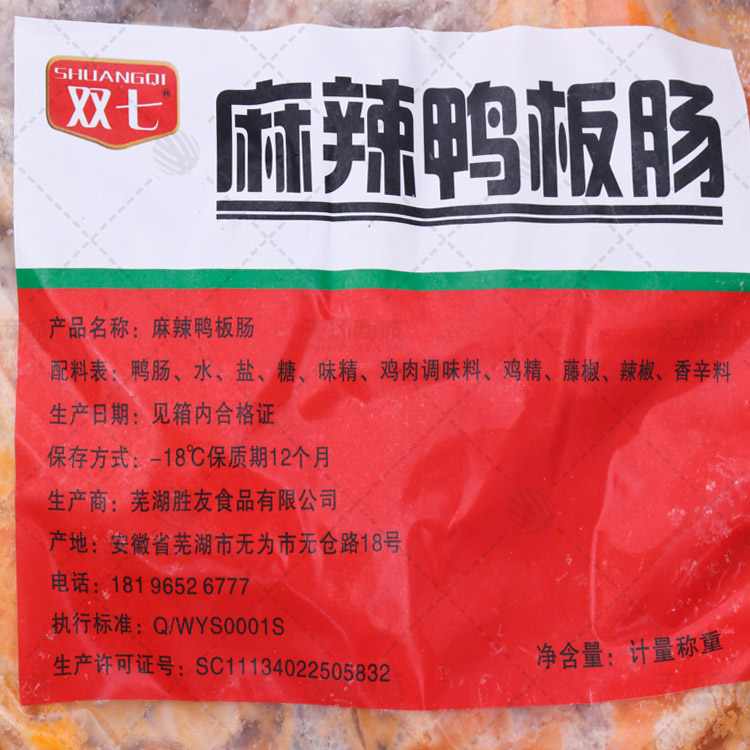 SHUANGQI
双七®
麻辣鸭板肠
产品名称：麻辣鸭板肠
配料表：鸭肠、水、盐、糖、味精、鸡肉调味料、鸡精、藤椒、辣椒、香辛料
生产日期：见箱内合格证
保存方式：-18℃保质期12个月
生产商：芜湖胜友食品有限公司
产地：安徽省芜湖市无为市无仓路18号
电话：181 9652 6777
执行标准：Q/WYS0001S
生产许可证号：SC11134022505832
净含量：计量称重